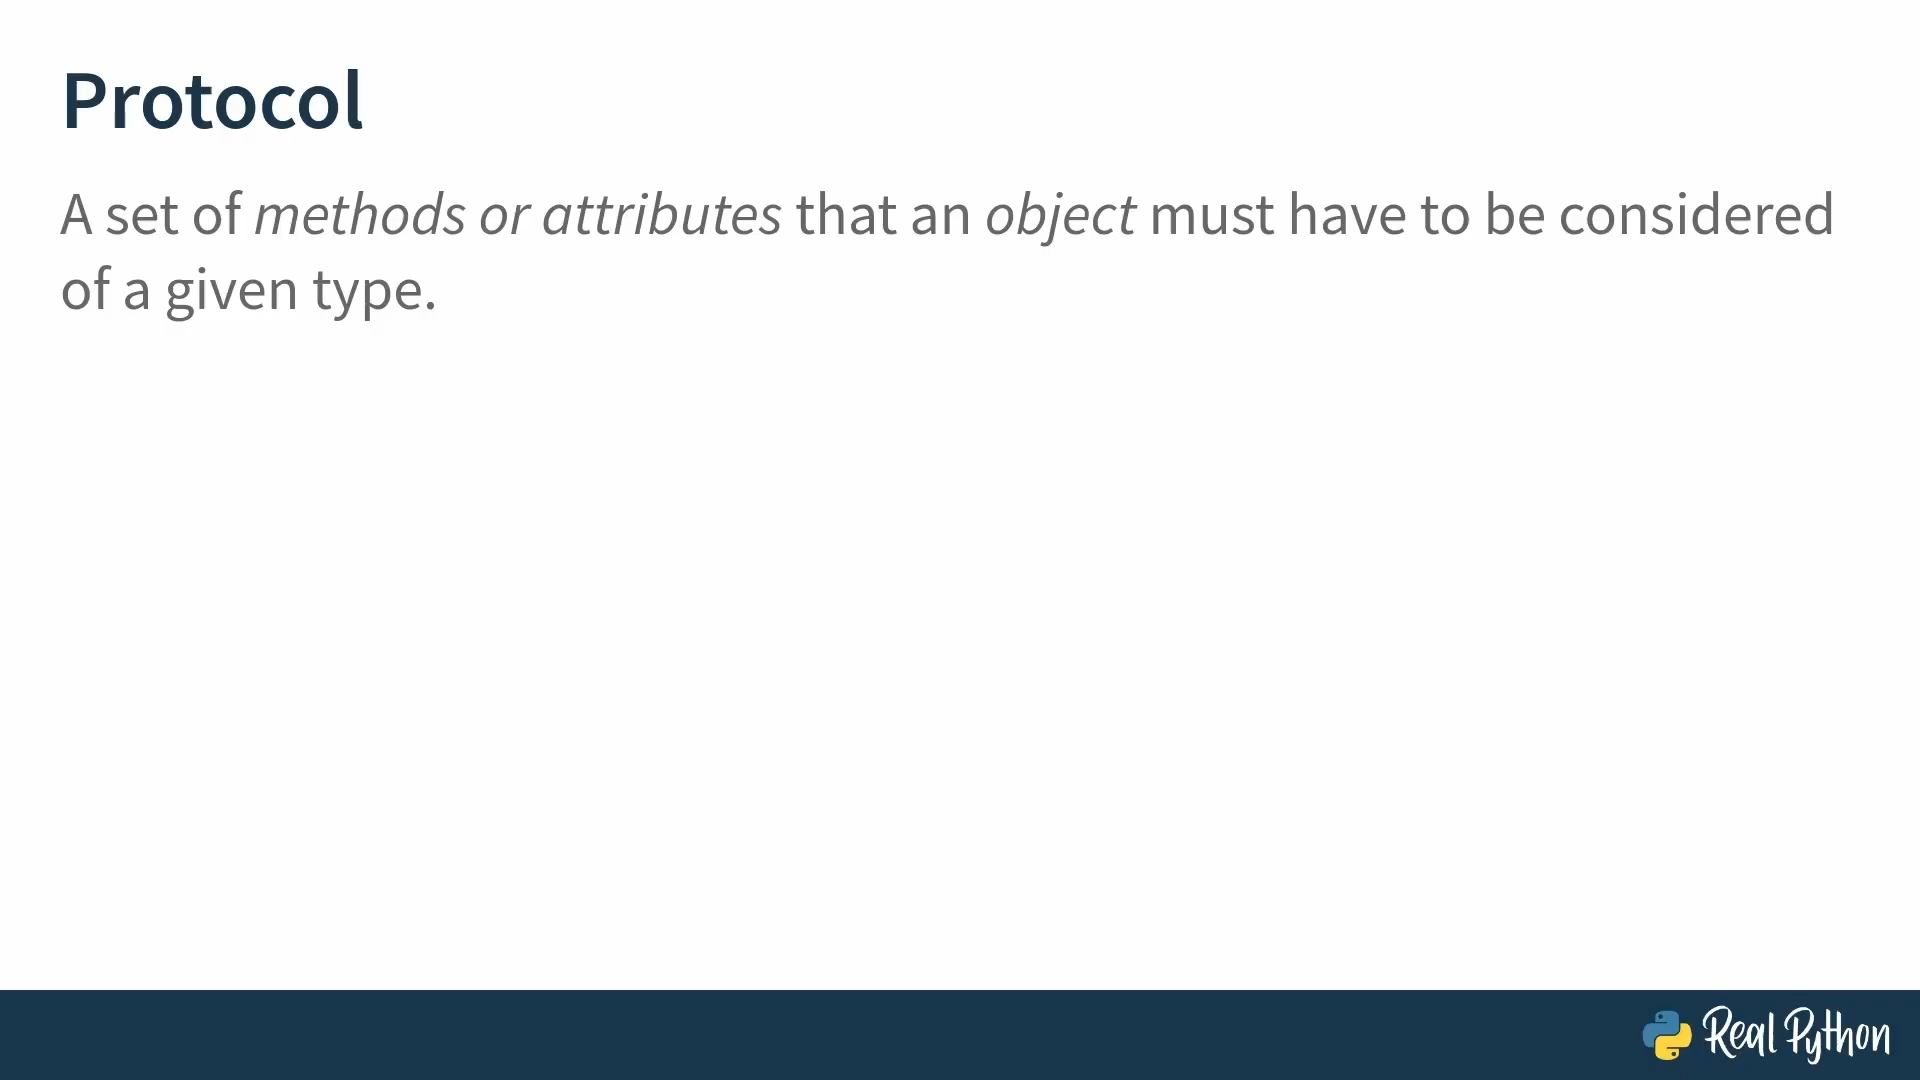 Protocol
A set of methods or attributes that an object must have to be considered
of a given type.
Real Python